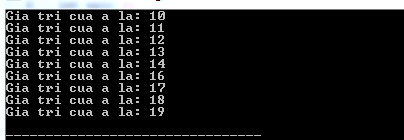 Gia tri cua a la: 10
Gia tri cua a la: 11
Gia tri cua a la: 12
Gia tri cua a la: 13
Gia tri cua a la: 14
Gia tri cua a la: 16
Gia tri cua a la: 17
Gia tri cua a la: 18
Gia tri cua a la: 19
--------------------------------